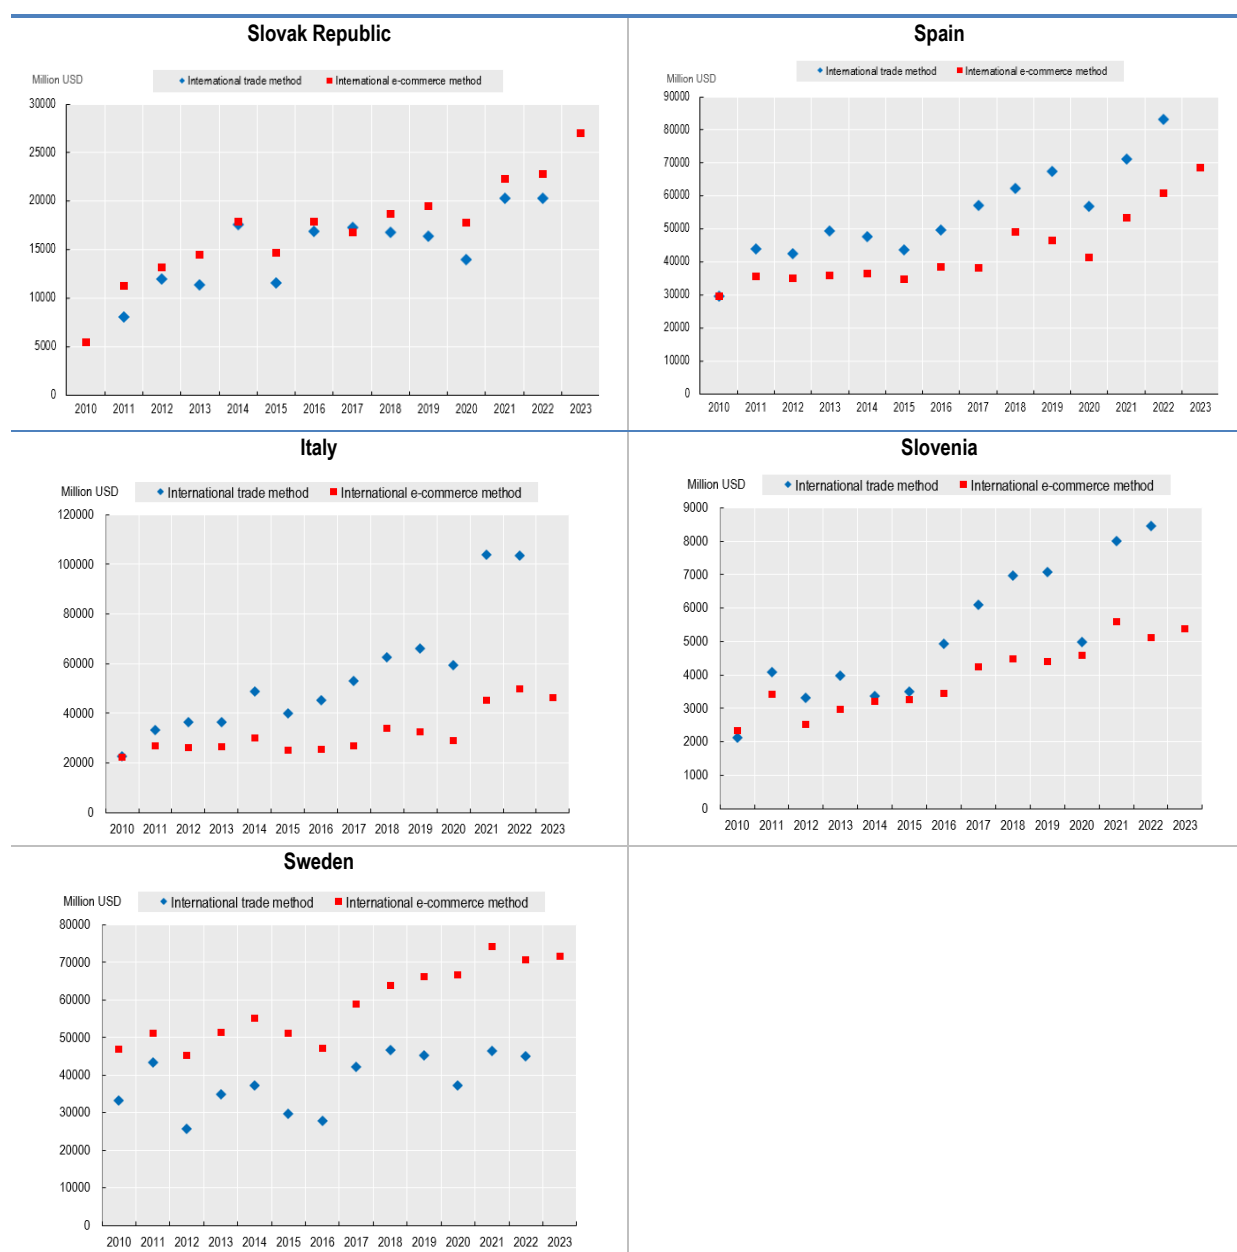 Slovak Republic
Million USD
International trade method International e-commerce method
30000
25000
20000
15000
10000
5000
0
2010 2011 2012 2013 2014 2015 2016 2017 2018 2019 2020 2021 2022 2023
Spain
Million USD
International trade method International e-commerce method
90000
80000
70000
60000
50000
40000
30000
20000
10000
0
2010 2011 2012 2013 2014 2015 2016 2017 2018 2019 2020 2021 2022 2023
Italy
Million USD
International trade method International e-commerce method
120000
100000
80000
60000
40000
20000
0
2010 2011 2012 2013 2014 2015 2016 2017 2018 2019 2020 2021 2022 2023
Slovenia
Million USD
International trade method International e-commerce method
9000
8000
7000
6000
5000
4000
3000
2000
1000
0
2010 2011 2012 2013 2014 2015 2016 2017 2018 2019 2020 2021 2022 2023
Sweden
Million USD
International trade method International e-commerce method
80000
70000
60000
50000
40000
30000
20000
10000
0
2010 2011 2012 2013 2014 2015 2016 2017 2018 2019 2020 2021 2022 2023